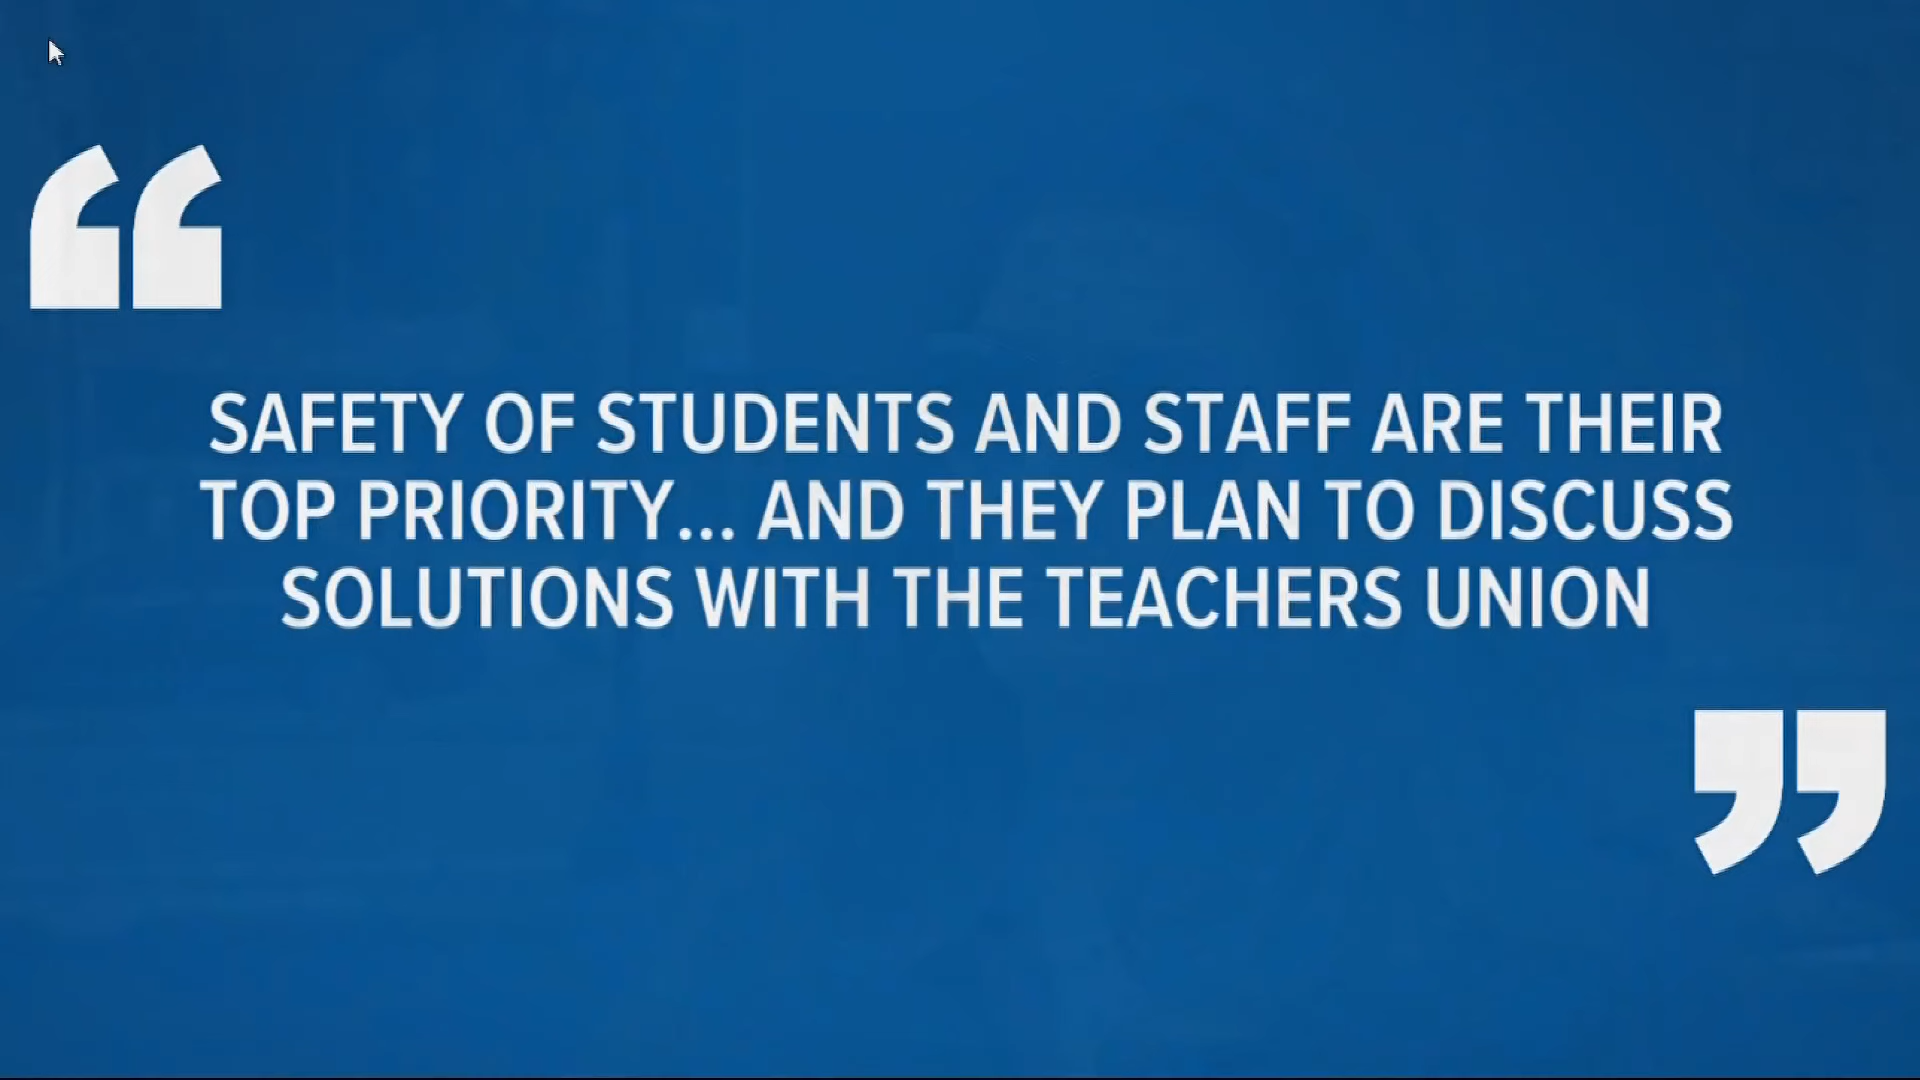 “
SAFETY OF STUDENTS AND STAFF ARE THEIR
TOP PRIORITY... AND THEY PLAN TO DISCUSS
SOLUTIONS WITH THE TEACHERS UNION
”